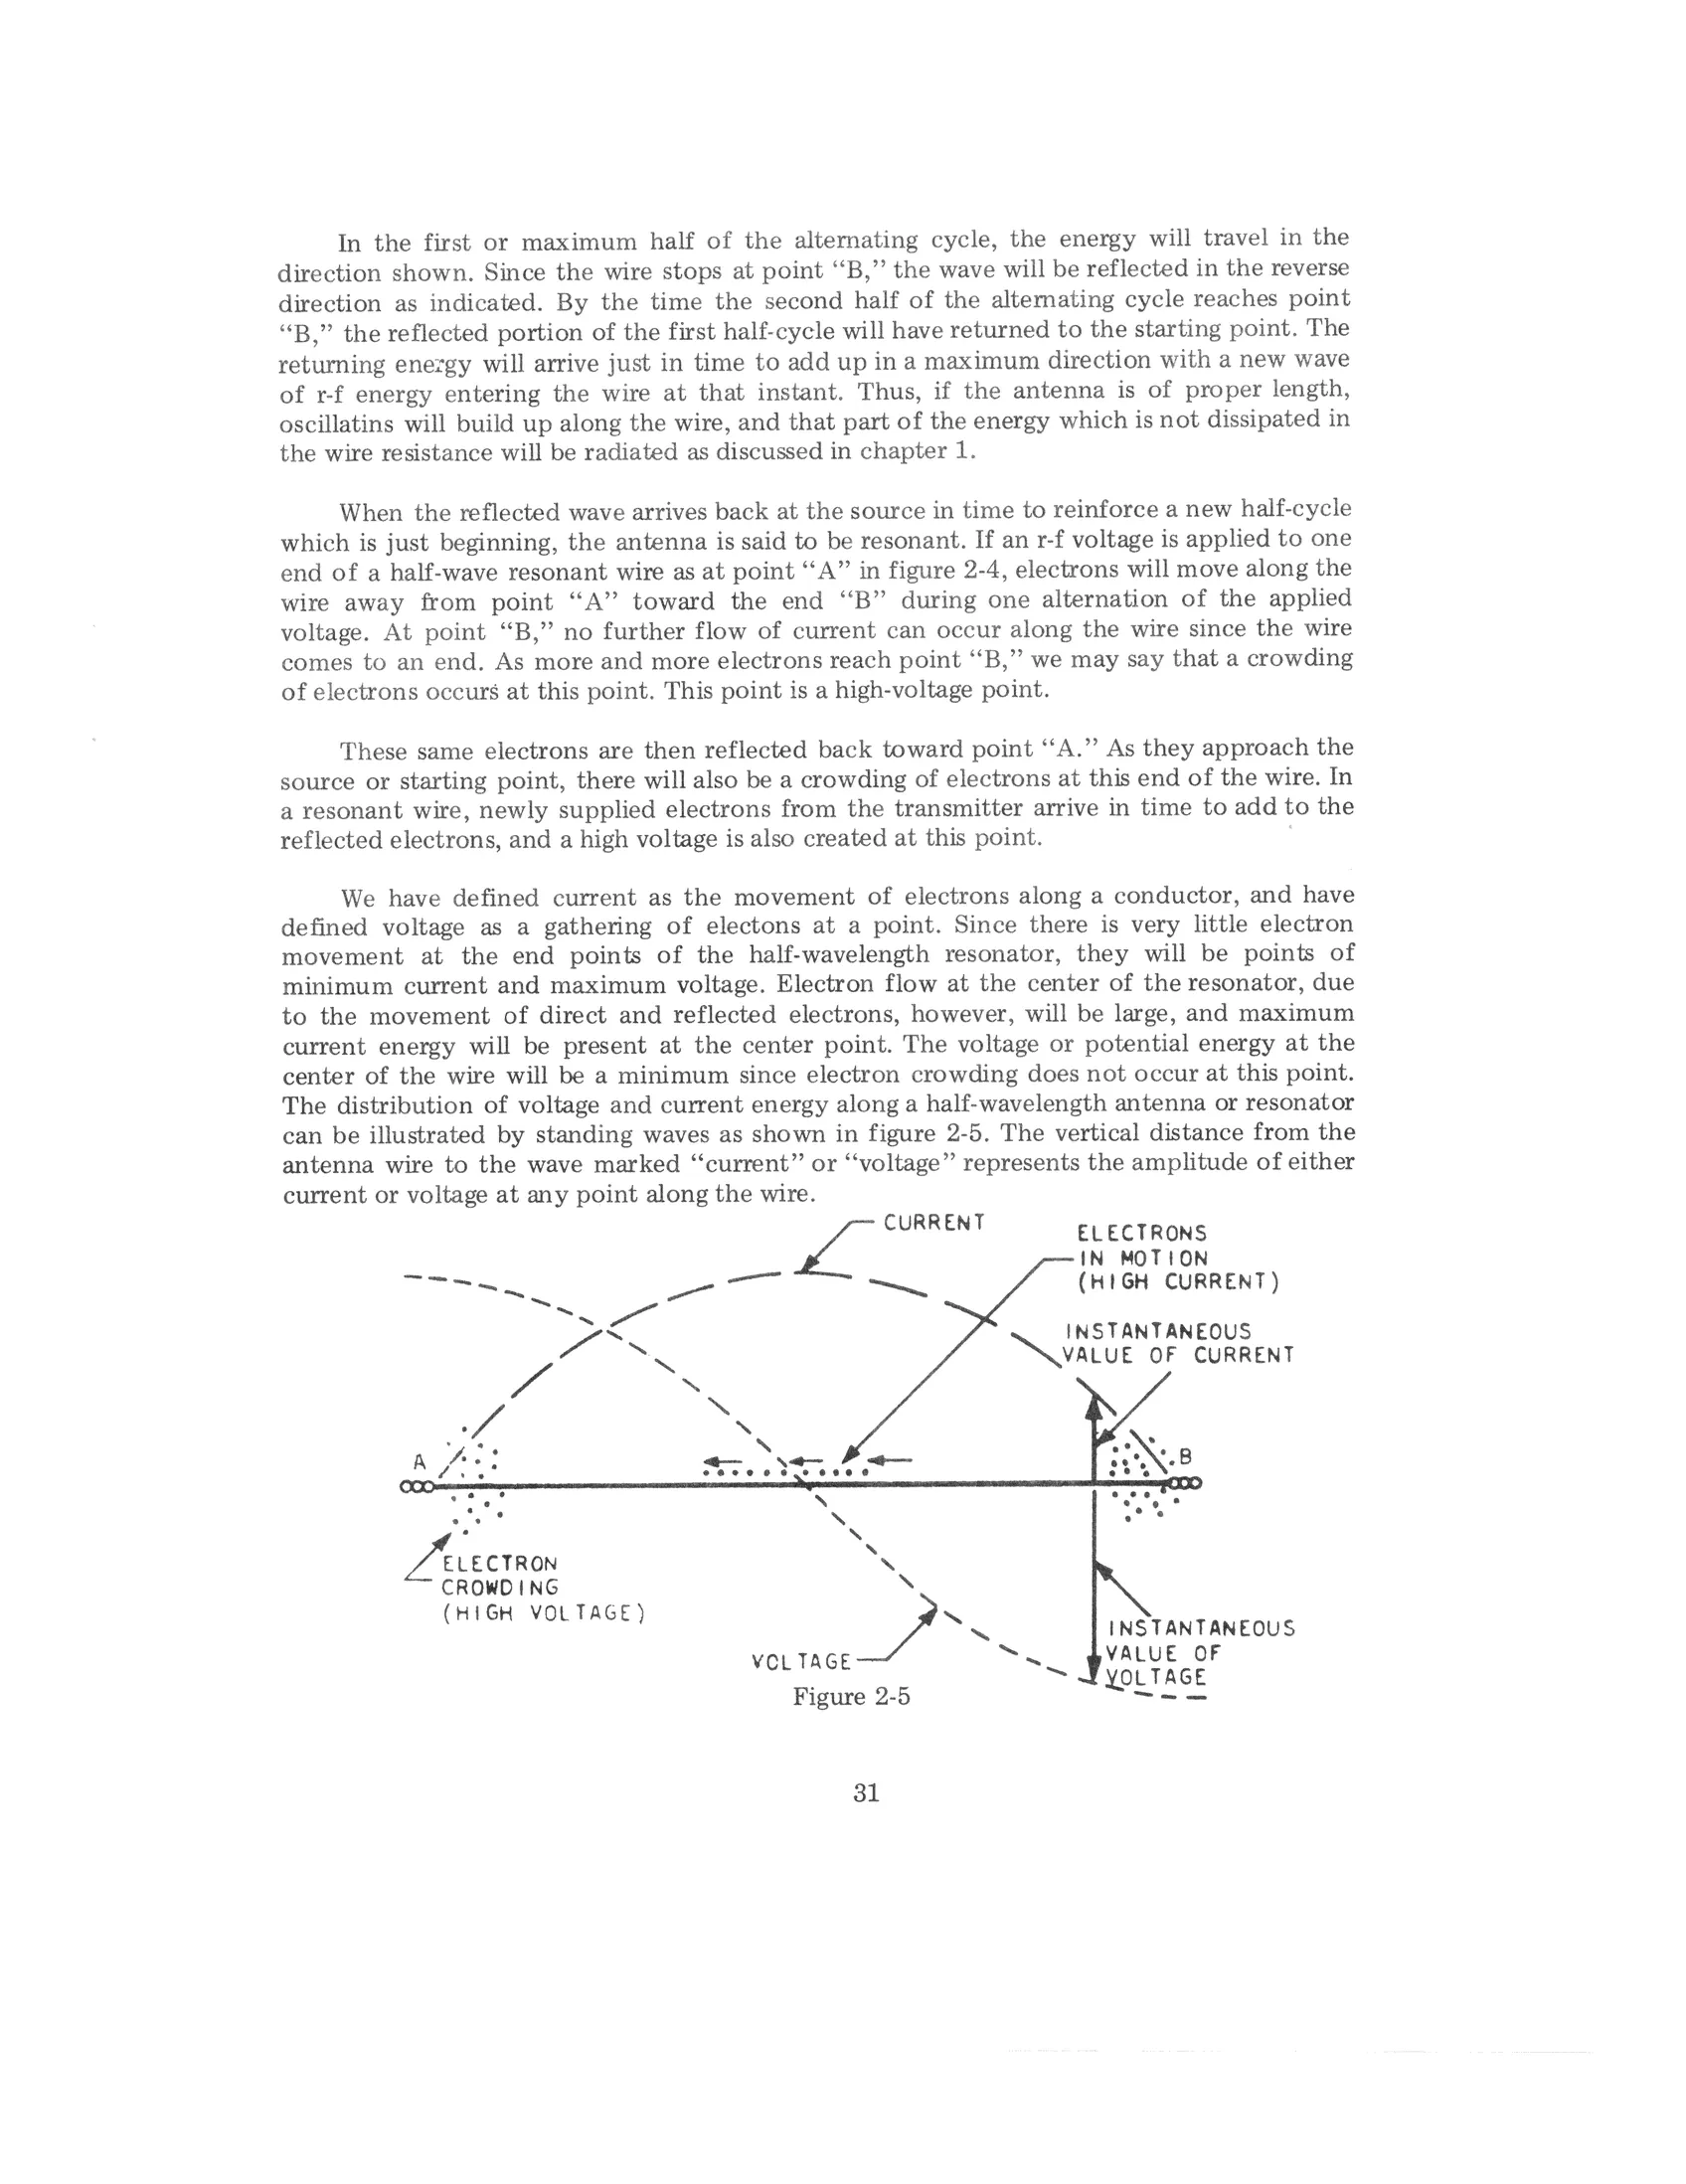 In the first or maximum half of the alternating cycle, the energy will travel in the
direction shown. Since the wire stops at point “B,” the wave will be reflected in the reverse
direction as indicated. By the time the second half of the alternating cycle reaches point
“B,” the reflected portion of the first half-cycle will have returned to the starting point. The
returning energy will arrive just in time to add up in a maximum direction with a new wave
of r-f energy entering the wire at that instant. Thus, if the antenna is of proper length,
oscillatins will build up along the wire, and that part of the energy which is not dissipated in
the wire resistance will be radiated as discussed in chapter 1.
When the reflected wave arrives back at the source in time to reinforce a new half-cycle
which is just beginning, the antenna is said to be resonant. If an r-f voltage is applied to one
end of a half-wave resonant wire as at point “A” in figure 2-4, electrons will move along the
wire away from point “A” toward the end “B” during one alternation of the applied
voltage. At point “B,” no further flow of current can occur along the wire since the wire
comes to an end. As more and more electrons reach point “B,” we may say that a crowding
of electrons occurs at this point. This point is a high-voltage point.
These same electrons are then reflected back toward point “A.” As they approach the
source or starting point, there will also be a crowding of electrons at this end of the wire. In
a resonant wire, newly supplied electrons from the transmitter arrive in time to add to the
reflected electrons, and a high voltage is also created at this point.
We have defined current as the movement of electrons along a conductor, and have
defined voltage as a gathering of electons at a point. Since there is very little electron
movement at the end points of the half-wavelength resonator, they will be points of
minimum current and maximum voltage. Electron flow at the center of the resonator, due
to the movement of direct and reflected electrons, however, will be large, and maximum
current energy will be present at the center point. The voltage or potential energy at the
center of the wire will be a minimum since electron crowding does not occur at this point.
The distribution of voltage and current energy along a half-wavelength antenna or resonator
can be illustrated by standing waves as shown in figure 2-5. The vertical distance from the
antenna wire to the wave marked “current” or “voltage” represents the amplitude of either
current or voltage at any point along the wire.
CURRENT
ELECTRONS
IN MOTION
(HIGH CURRENT)
INSTANTANEOUS
VALUE OF CURRENT
A
B
ELECTRON
CROWDING
(HIGH VOLTAGE)
INSTANTANEOUS
VALUE OF
VOLTAGE
VOLTAGE
Figure 2-5
31